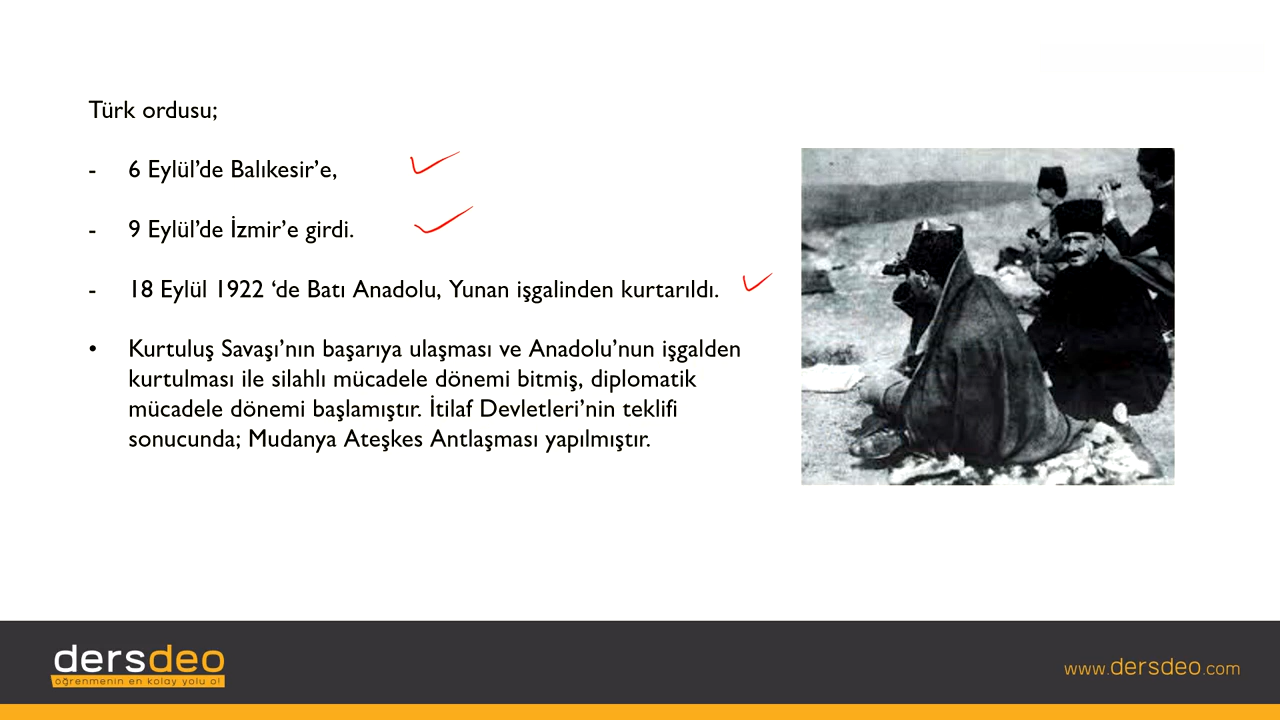 Türk ordusu;
- 6 Eylül’de Balıkesir’e,
- 9 Eylül’de İzmir’e girdi.
- 18 Eylül 1922 ‘de Batı Anadolu, Yunan işgalinden kurtarıldı.
• Kurtuluş Savaşı’nın başarıya ulaşması ve Anadolu’nun işgalden
kurtulması ile silahlı mücadele dönemi bitmiş, diplomatik
mücadele dönemi başlamıştır. İtilaf Devletleri’nin teklifi
sonucunda; Mudanya Ateşkes Antlaşması yapılmıştır.
dersdeo
öğrenmenin en kolay yolu o!
www.dersdeo.com